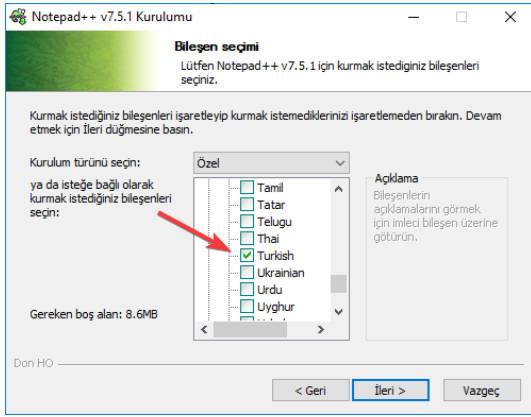 Notepad++ v7.5.1 Kurulumu
Bileşen seçimi
Lütfen Notepad++ v7.5.1 için kurmak istediginiz bileşenleri
seçiniz.
Kurmak istediğiniz bileşenleri işaretleyip kurmak istemediklerinizi işaretlemeden bırakın. Devam
etmek için İleri düğmesine basın.
Kurulum türünü seçin:
Özel
ya da isteğe bağlı olarak
kurmak istediğiniz bileşenleri
seçin:
Tamil
Tatar
Telugu
Thai
Turkish
Ukrainian
Urdu
Uyghur
Açıklama
Bileşenlerin
açıklamalarını görmek
için imleci bileşen üzerine
götürün.
Gereken boş alan: 8.6MB
Don HO
< Geri
İleri >
Vazgeç